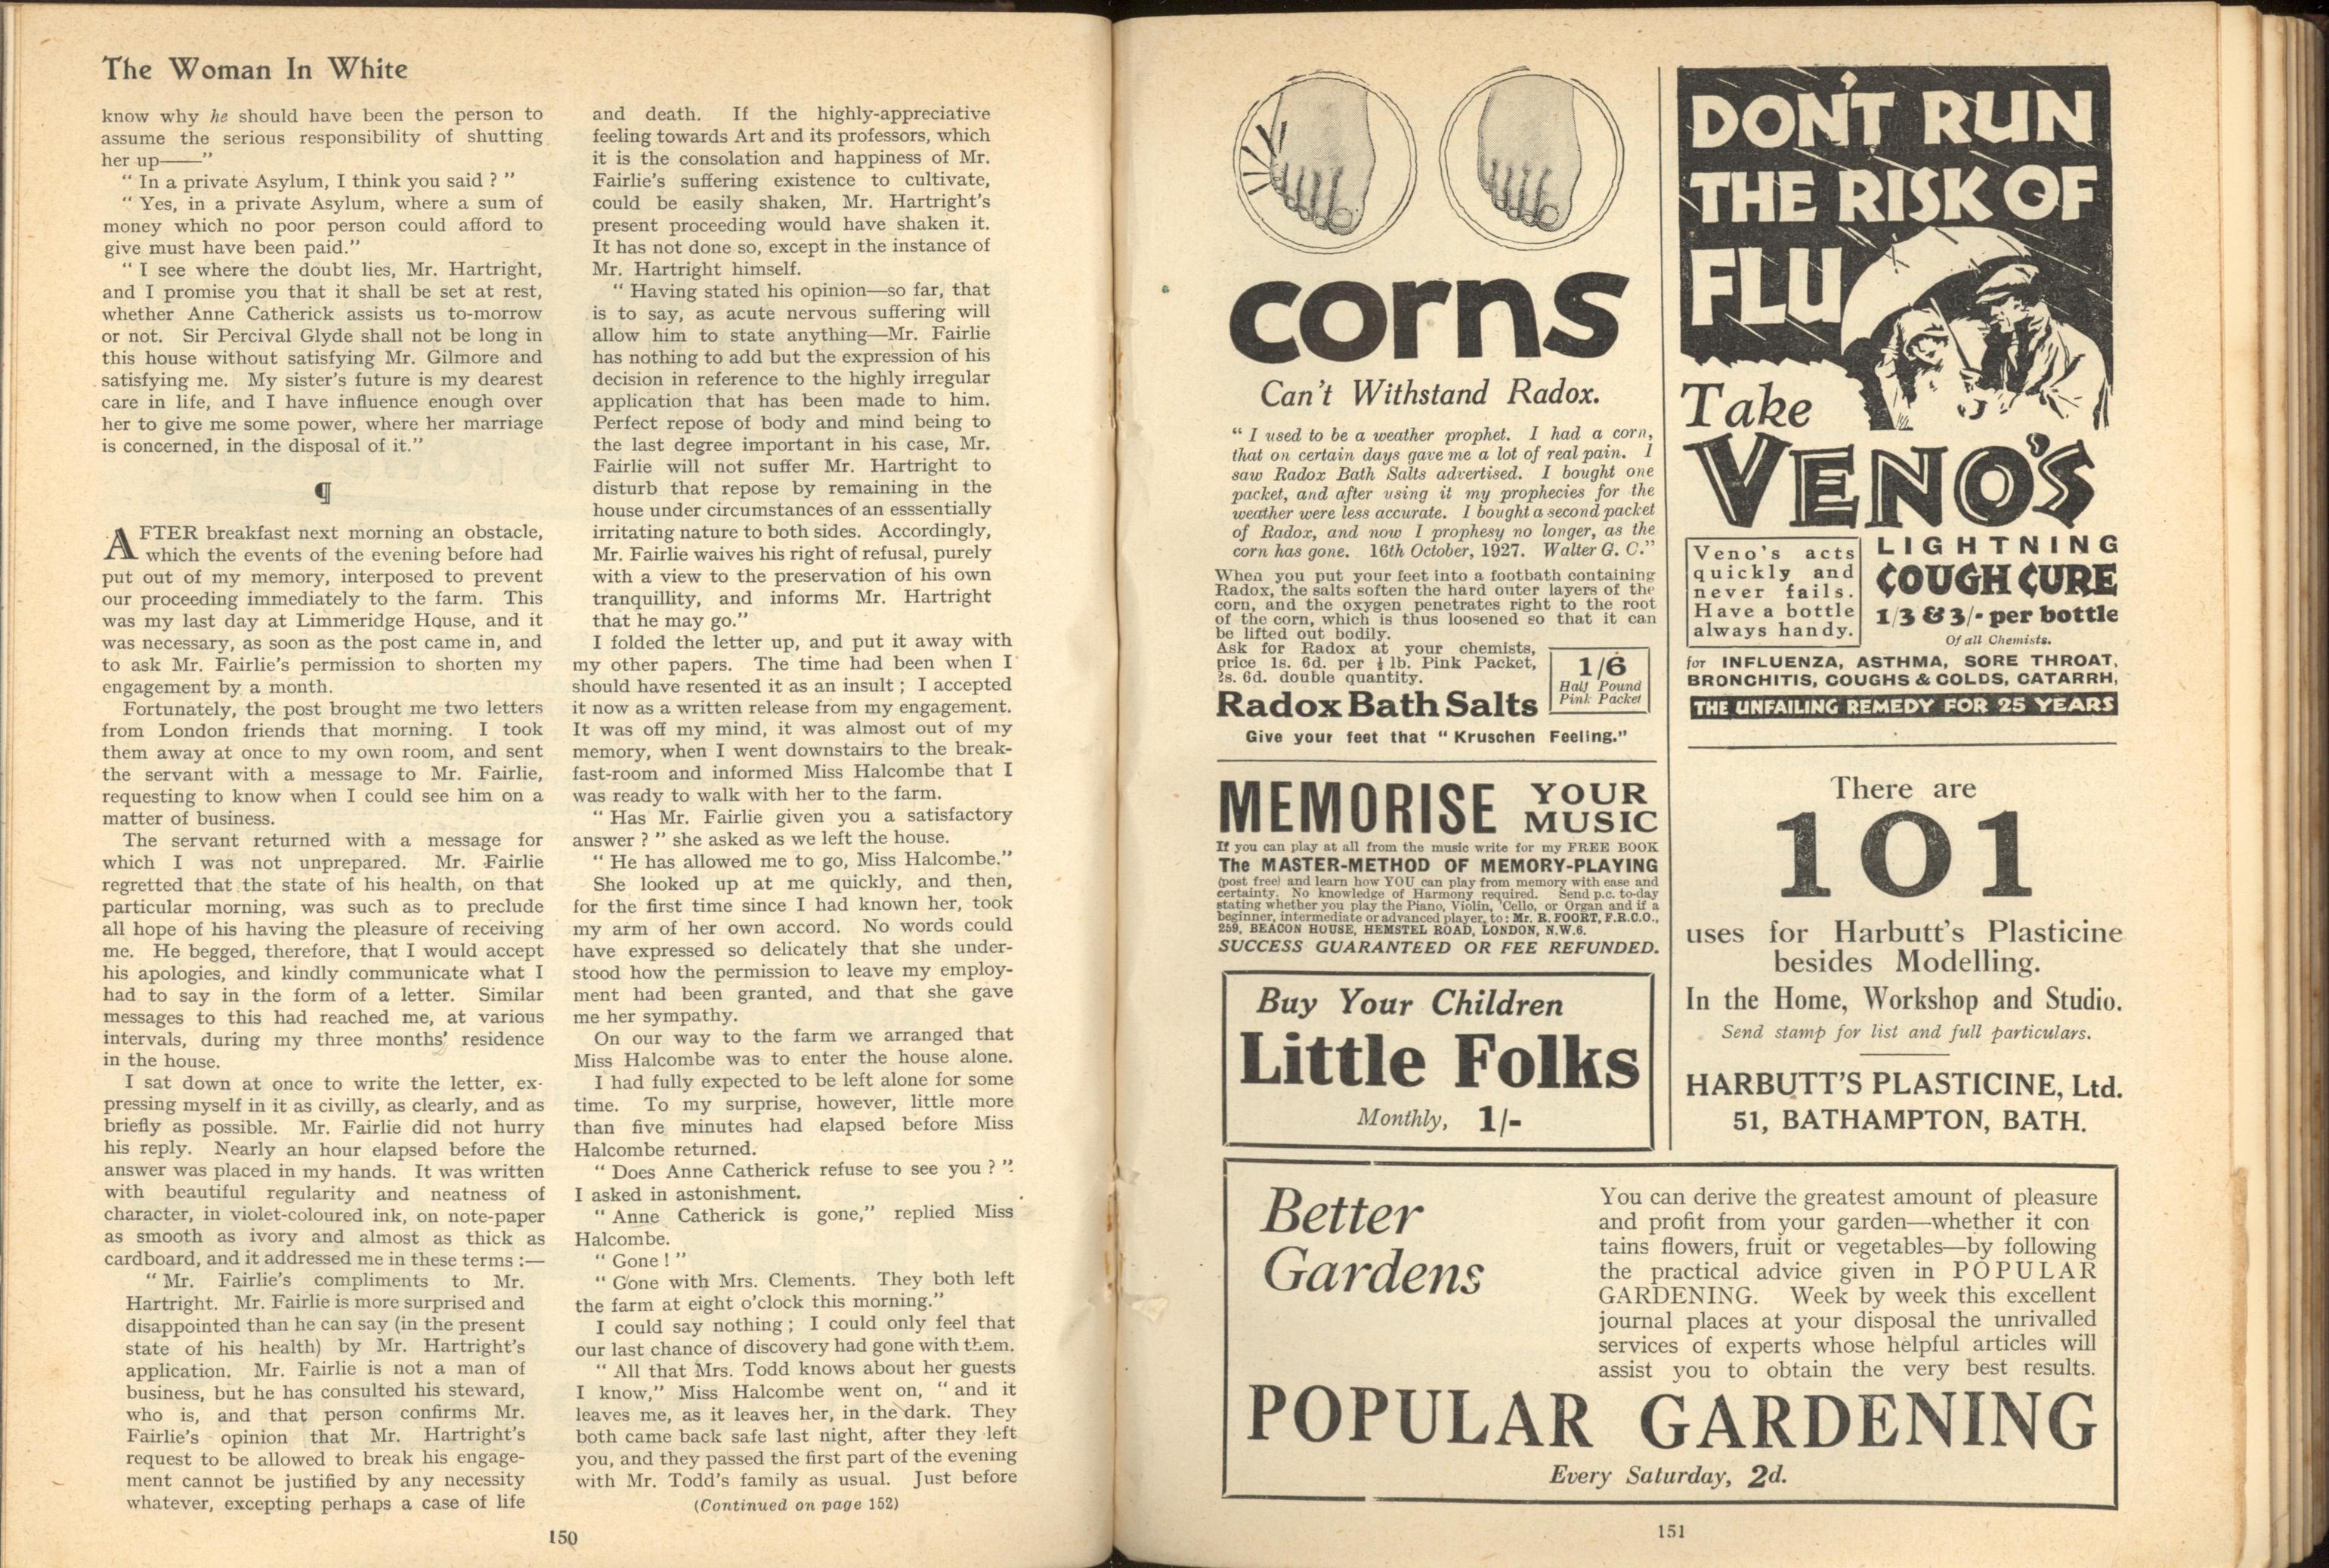 The Woman In White
know why he should have been the person to
assume the serious responsibility of shutting
her up——”
“ In a private Asylum, I think you said ? ”
“ Yes, in a private Asylum, where a sum of
money which no poor person could afford to
give must have been paid.”
“ I see where the doubt lies, Mr. Hartright,
and I promise you that it shall be set at rest,
whether Anne Catherick assists us to-morrow
or not. Sir Percival Glyde shall not be long in
this house without satisfying Mr. Gilmore and
satisfying me. My sister’s future is my dearest
care in life, and I have influence enough over
her to give me some power, where her marriage
is concerned, in the disposal of it.”
¶
AFTER breakfast next morning an obstacle,
which the events of the evening before had
put out of my memory, interposed to prevent
our proceeding immediately to the farm. This
was my last day at Limmeridge House, and it
was necessary, as soon as the post came in, and
to ask Mr. Fairlie’s permission to shorten my
engagement by a month.
Fortunately, the post brought me two letters
from London friends that morning. I took
them away at once to my own room, and sent
the servant with a message to Mr. Fairlie,
requesting to know when I could see him on a
matter of business.
The servant returned with a message for
which I was not unprepared. Mr. Fairlie
regretted that the state of his health, on that
particular morning, was such as to preclude
all hope of his having the pleasure of receiving
me. He begged, therefore, that I would accept
his apologies, and kindly communicate what I
had to say in the form of a letter. Similar
messages to this had reached me, at various
intervals, during my three months’ residence
in the house.
I sat down at once to write the letter, ex-
pressing myself in it as civilly, as clearly, and as
briefly as possible. Mr. Fairlie did not hurry
his reply. Nearly an hour elapsed before the
answer was placed in my hands. It was written
with beautiful regularity and neatness of
character, in violet-coloured ink, on note-paper
as smooth as ivory and almost as thick as
cardboard, and it addressed me in these terms :—
“ Mr. Fairlie’s compliments to Mr.
Hartright. Mr. Fairlie is more surprised and
disappointed than he can say (in the present
state of his health) by Mr. Hartright’s
application. Mr. Fairlie is not a man of
business, but he has consulted his steward,
who is, and that person confirms Mr.
Fairlie’s opinion that Mr. Hartright’s
request to be allowed to break his engage-
ment cannot be justified by any necessity
whatever, excepting perhaps a case of life
and death. If the highly-appreciative
feeling towards Art and its professors, which
it is the consolation and happiness of Mr.
Fairlie’s suffering existence to cultivate,
could be easily shaken, Mr. Hartright’s
present proceeding would have shaken it.
It has not done so, except in the instance of
Mr. Hartright himself.
“ Having stated his opinion—so far, that
is to say, as acute nervous suffering will
allow him to state anything—Mr. Fairlie
has nothing to add but the expression of his
decision in reference to the highly irregular
application that has been made to him.
Perfect repose of body and mind being to
the last degree important in his case, Mr.
Fairlie will not suffer Mr. Hartright to
disturb that repose by remaining in the
house under circumstances of an esssentially
irritating nature to both sides. Accordingly,
Mr. Fairlie waives his right of refusal, purely
with a view to the preservation of his own
tranquillity, and informs Mr. Hartright
that he may go.”
I folded the letter up, and put it away with
my other papers. The time had been when I
should have resented it as an insult ; I accepted
it now as a written release from my engagement.
It was off my mind, it was almost out of my
memory, when I went downstairs to the break-
fast-room and informed Miss Halcombe that I
was ready to walk with her to the farm.
“ Has Mr. Fairlie given you a satisfactory
answer ? ” she asked as we left the house.
“ He has allowed me to go, Miss Halcombe.”
She looked up at me quickly, and then,
for the first time since I had known her, took
my arm of her own accord. No words could
have expressed so delicately that she under-
stood how the permission to leave my employ-
ment had been granted, and that she gave
me her sympathy.
On our way to the farm we arranged that
Miss Halcombe was to enter the house alone.
I had fully expected to be left alone for some
time. To my surprise, however, little more
than five minutes had elapsed before Miss
Halcombe returned.
“ Does Anne Catherick refuse to see you ? ”
I asked in astonishment.
“ Anne Catherick is gone,” replied Miss
Halcombe.
“ Gone ! ”
“ Gone with Mrs. Clements. They both left
the farm at eight o’clock this morning.”
I could say nothing ; I could only feel that
our last chance of discovery had gone with them.
“ All that Mrs. Todd knows about her guests
I know,” Miss Halcombe went on, “ and it
leaves me, as it leaves her, in the dark. They
both came back safe last night, after they left
you, and they passed the first part of the evening
with Mr. Todd’s family as usual. Just before
(Continued on page 152)
150
corns
Can’t Withstand Radox.
“ I used to be a weather prophet. I had a corn,
that on certain days gave me a lot of real pain. I
saw Radox Bath Salts advertised. I bought one
packet, and after using it my prophecies for the
weather were less accurate. I bought a second packet
of Radox, and now I prophesy no longer, as the
corn has gone. 16th October, 1927. Walter G. C.”
When you put your feet into a footbath containing
Radox, the salts soften the hard outer layers of the
corn, and the oxygen penetrates right to the root
of the corn, which is thus loosened so that it can
be lifted out bodily.
Ask for Radox at your chemists,
price 1s. 6d. per ½ lb. Pink Packet,
2s. 6d. double quantity.
1/6
Half Pound
Pink Packet
Radox Bath Salts
Give your feet that “ Kruschen Feeling.”
MEMORISE YOUR MUSIC
If you can play at all from the music write for my FREE BOOK
The MASTER-METHOD OF MEMORY-PLAYING
(post free) and learn how YOU can play from memory with ease and
certainty. No knowledge of Harmony required. Send p.c. to-day
stating whether you play the Piano, Violin, ’Cello, or Organ and if a
beginner, intermediate or advanced player, to: Mr. R. FOORT, F.R.C.O.,
259, BEACON HOUSE, HEMSTEL ROAD, LONDON, N.W.6.
SUCCESS GUARANTEED OR FEE REFUNDED.
Buy Your Children
Little Folks
Monthly, 1/-
DON’T RUN
THE RISK OF
FLU
Take
VENO’S
LIGHTNING
COUGH CURE
1/3 & 3/- per bottle
Of all Chemists.
Veno’s acts
quickly and
never fails.
Have a bottle
always handy.
for INFLUENZA, ASTHMA, SORE THROAT,
BRONCHITIS, COUGHS & COLDS, CATARRH,
THE UNFAILING REMEDY FOR 25 YEARS
There are
101
uses for Harbutt’s Plasticine
besides Modelling.
In the Home, Workshop and Studio.
Send stamp for list and full particulars.
HARBUTT’S PLASTICINE, Ltd.
51, BATHAMPTON, BATH.
Better
Gardens
You can derive the greatest amount of pleasure
and profit from your garden—whether it con
tains flowers, fruit or vegetables—by following
the practical advice given in POPULAR
GARDENING. Week by week this excellent
journal places at your disposal the unrivalled
services of experts whose helpful articles will
assist you to obtain the very best results.
POPULAR GARDENING
Every Saturday, 2d.
151